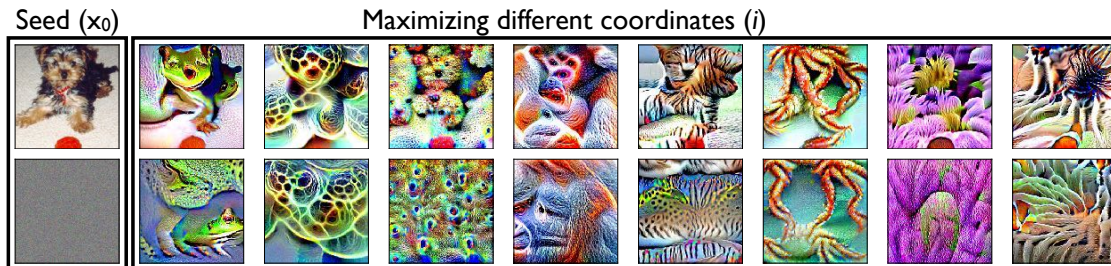 Seed (x₀)
Maximizing different coordinates (i)